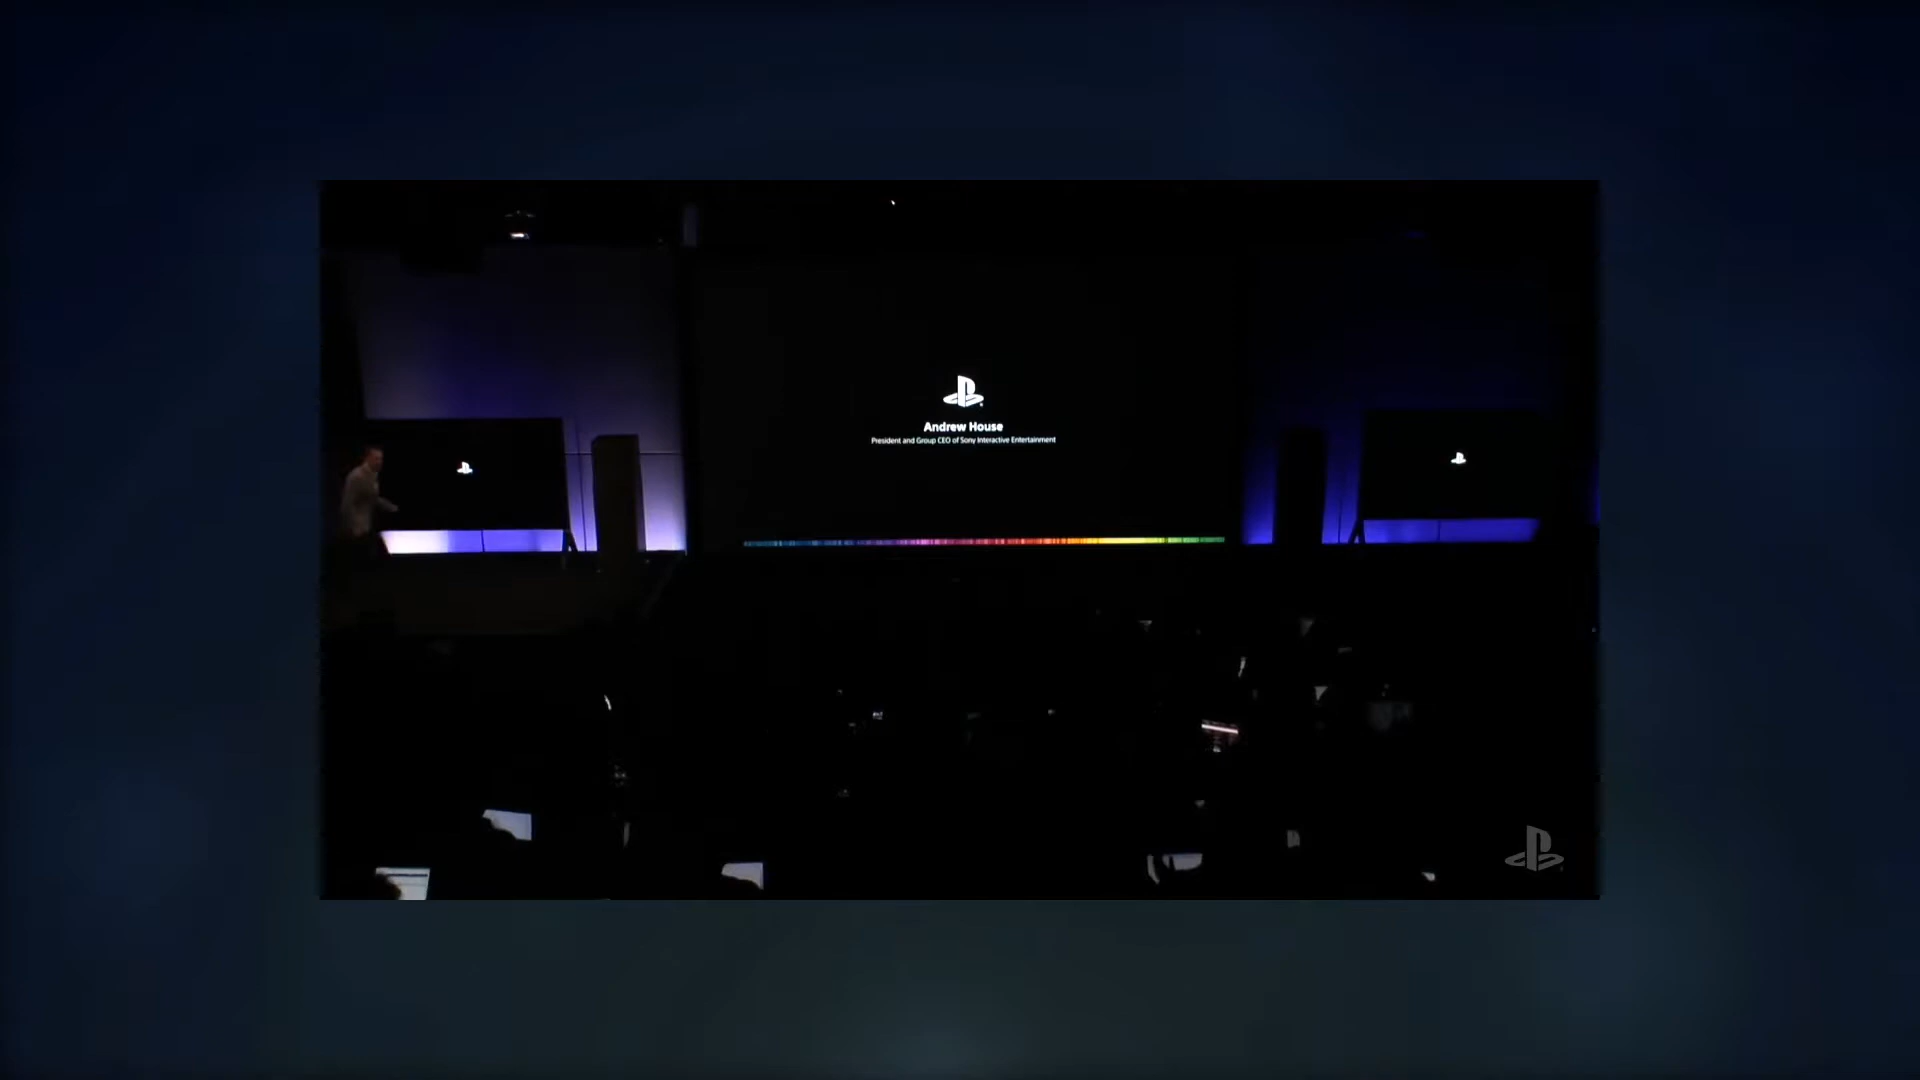 Andrew House
President and Group CEO of Sony Interactive Entertainment